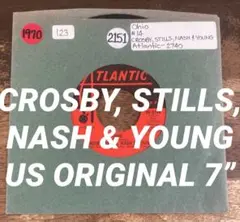 1970
123
2151
Ohio
#14
CROSBY, STILLS, NASH & YOUNG
Atlantic - 2740
ATLANTIC
CROSBY, STILLS,
NASH & YOUNG
US ORIGINAL 7”